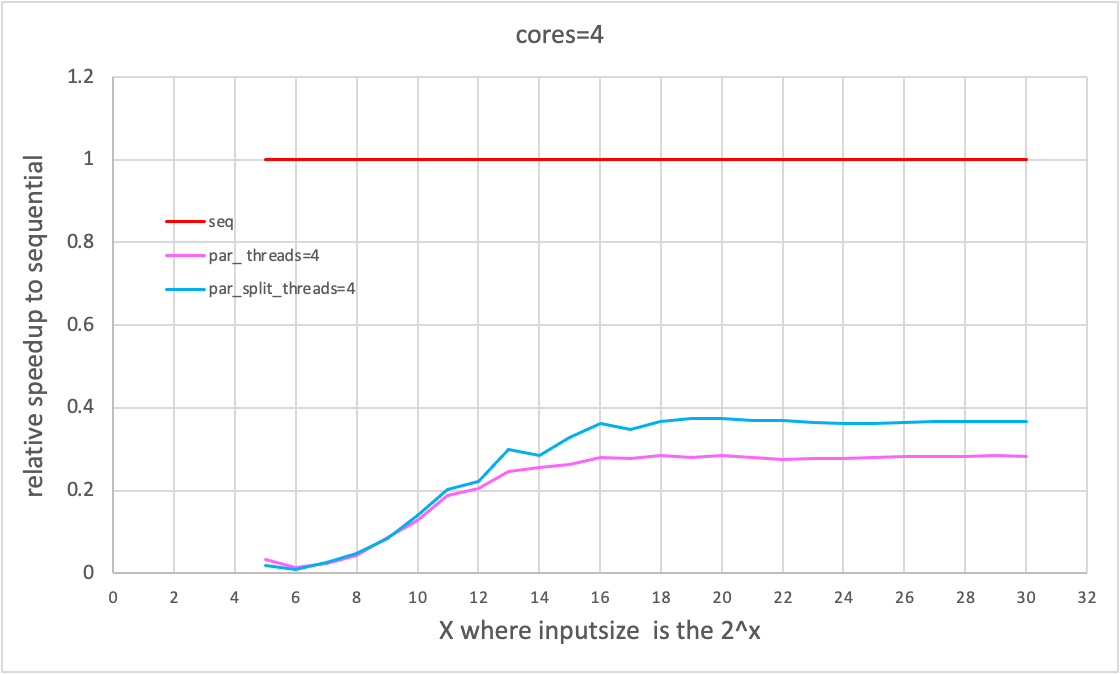 cores=4
1.2
1
0.8
0.6
0.4
0.2
0
relative speedup to sequential
seq
par_ threads=4
par_split_threads=4
0 2 4 6 8 10 12 14 16 18 20 22 24 26 28 30 32
X where inputsize is the 2^x